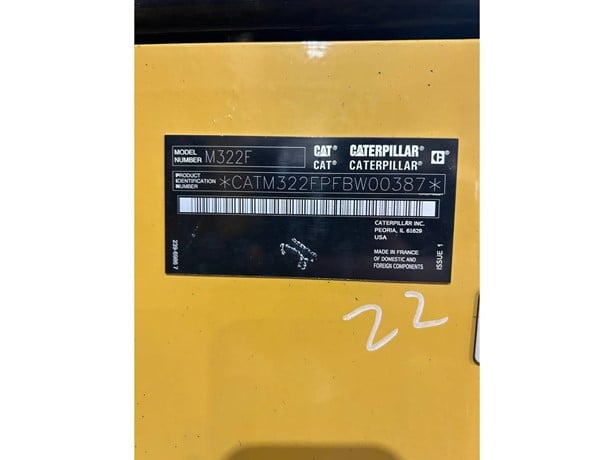 MODEL NUMBER M322F
CAT CATERPILLAR
CAT® CATERPILLAR®
PRODUCT IDENTIFICATION NUMBER *CATM322FPFBW00387*
CATERPILLAR INC.
PEORIA, IL 61629
USA
MADE IN FRANCE
OF DOMESTIC AND
FOREIGN COMPONENTS
ISSUE 1
22